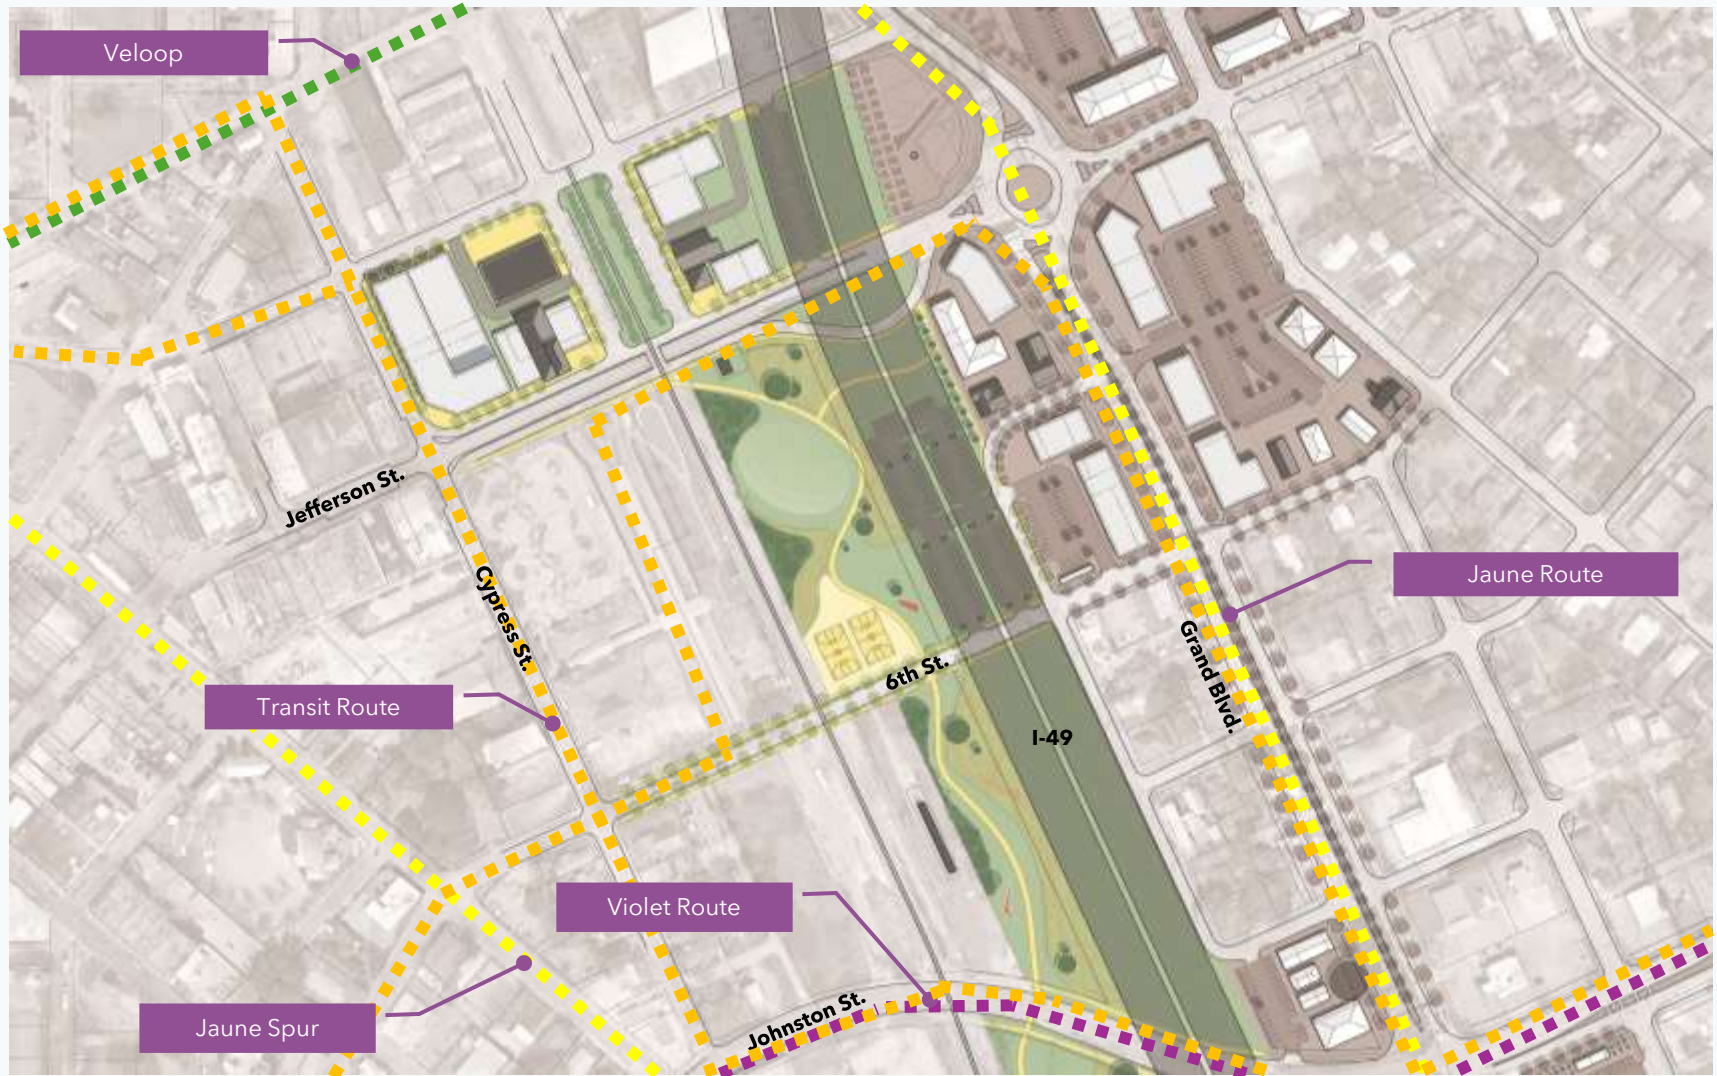 Veloop
Jefferson St.
Cypress St.
Jaune Route
Grand Blvd.
6th St.
Transit Route
I-49
Violet Route
Johnston St.
Jaune Spur